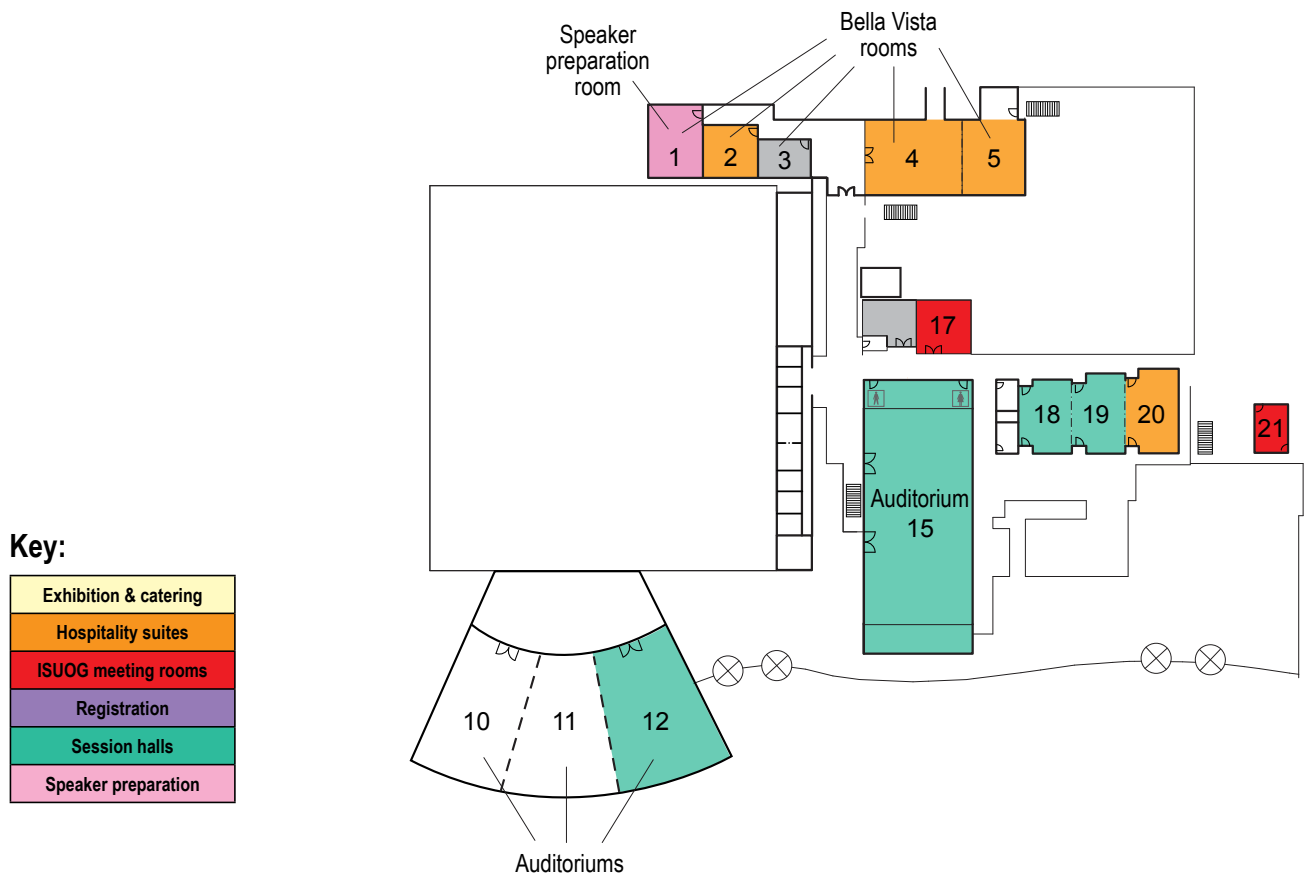 Bella Vista
rooms
Speaker
preparation
room
1
2
3
4
5
17
18
19
20
21
Auditorium
15
Key:
Exhibition & catering
Hospitality suites
ISUOG meeting rooms
Registration
Session halls
Speaker preparation
10
11
12
Auditoriums